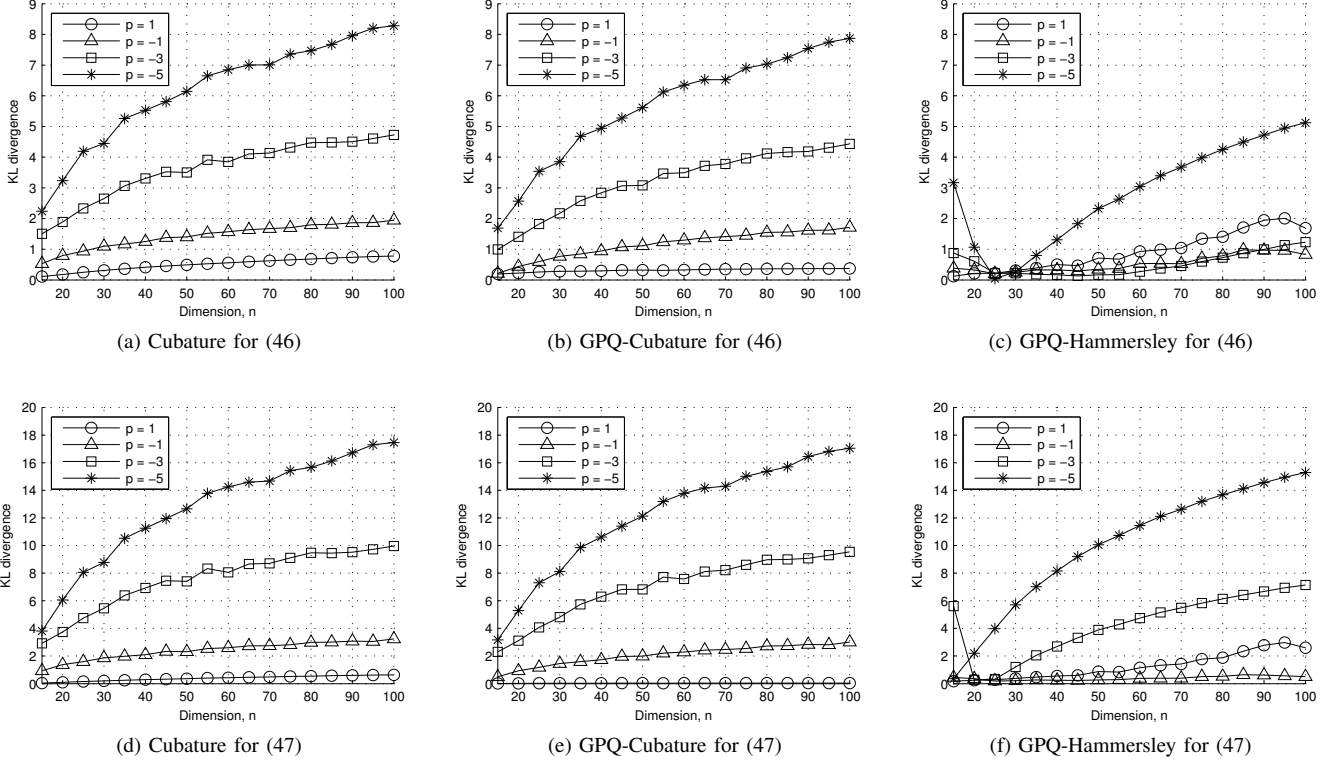 9
8
7
6
5
4
3
2
1
0
KL divergence
p = 1
p = −1
p = −3
p = −5
20 30 40 50 60 70 80 90 100
Dimension, n
(a) Cubature for (46)
9
8
7
6
5
4
3
2
1
0
KL divergence
p = 1
p = −1
p = −3
p = −5
20 30 40 50 60 70 80 90 100
Dimension, n
(b) GPQ-Cubature for (46)
9
8
7
6
5
4
3
2
1
0
KL divergence
p = 1
p = −1
p = −3
p = −5
20 30 40 50 60 70 80 90 100
Dimension, n
(c) GPQ-Hammersley for (46)
20
18
16
14
12
10
8
6
4
2
0
KL divergence
p = 1
p = −1
p = −3
p = −5
20 30 40 50 60 70 80 90 100
Dimension, n
(d) Cubature for (47)
20
18
16
14
12
10
8
6
4
2
0
KL divergence
p = 1
p = −1
p = −3
p = −5
20 30 40 50 60 70 80 90 100
Dimension, n
(e) GPQ-Cubature for (47)
20
18
16
14
12
10
8
6
4
2
0
KL divergence
p = 1
p = −1
p = −3
p = −5
20 30 40 50 60 70 80 90 100
Dimension, n
(f) GPQ-Hammersley for (47)